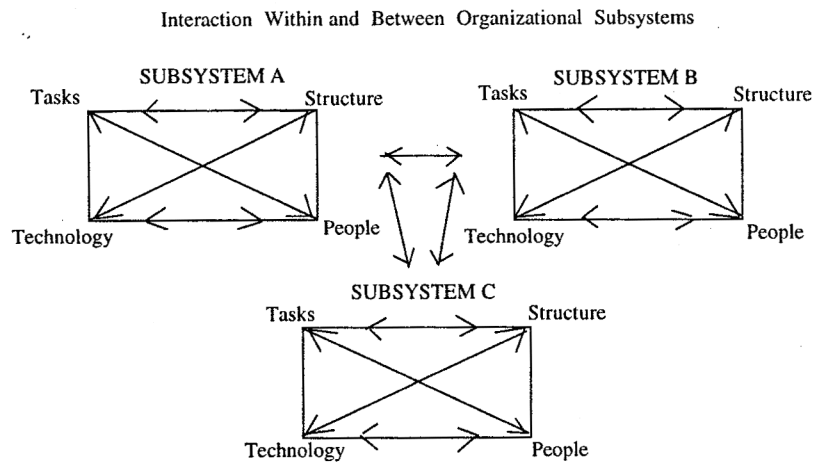 Interaction Within and Between Organizational Subsystems
SUBSYSTEM A
Tasks
Structure
Technology
People
SUBSYSTEM B
Tasks
Structure
Technology
People
SUBSYSTEM C
Tasks
Structure
Technology
People